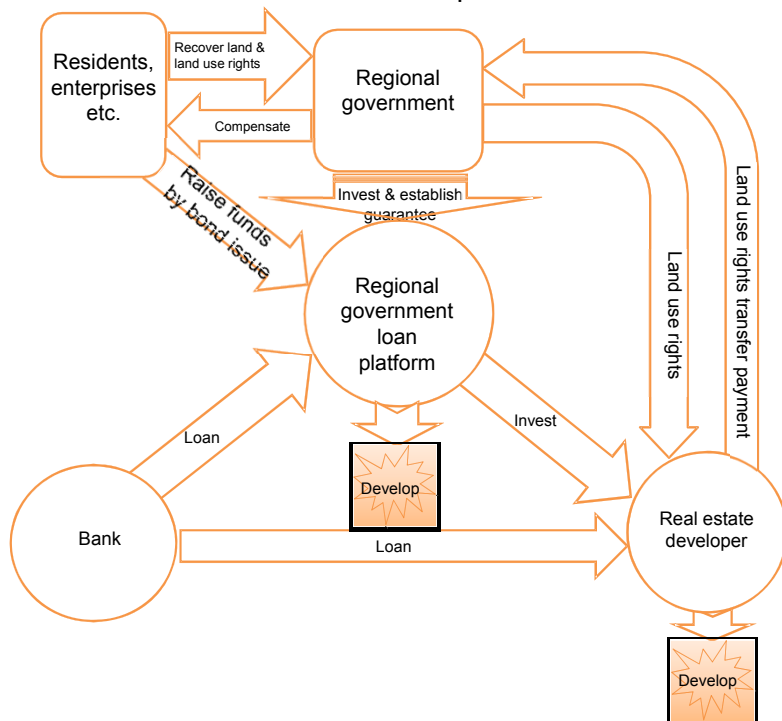 Residents,
enterprises
etc.
Recover land &
land use rights
Regional
government
Compensate
Invest & establish
guarantee
Raise funds
by bond issue
Regional
government
loan
platform
Land use rights
Land use rights transfer payment
Loan
Invest
Develop
Bank
Loan
Real estate
developer
Develop